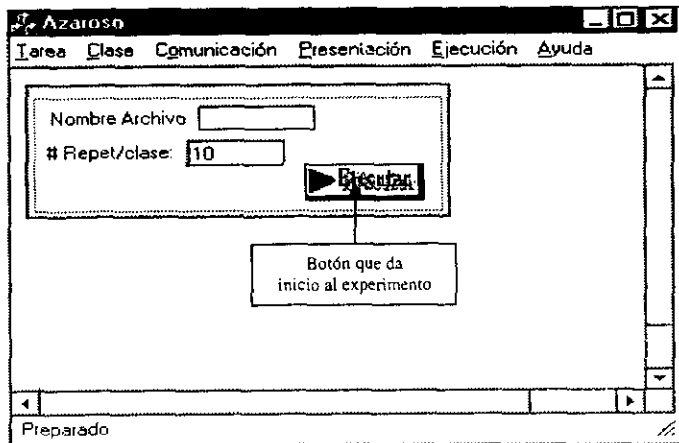 Azaroso
Tarea Clase Comunicación Presentación Ejecución Ayuda
Nombre Archivo
# Repet/clase: 10
Ejecutar
Botón que da
inicio al experimento
Preparado